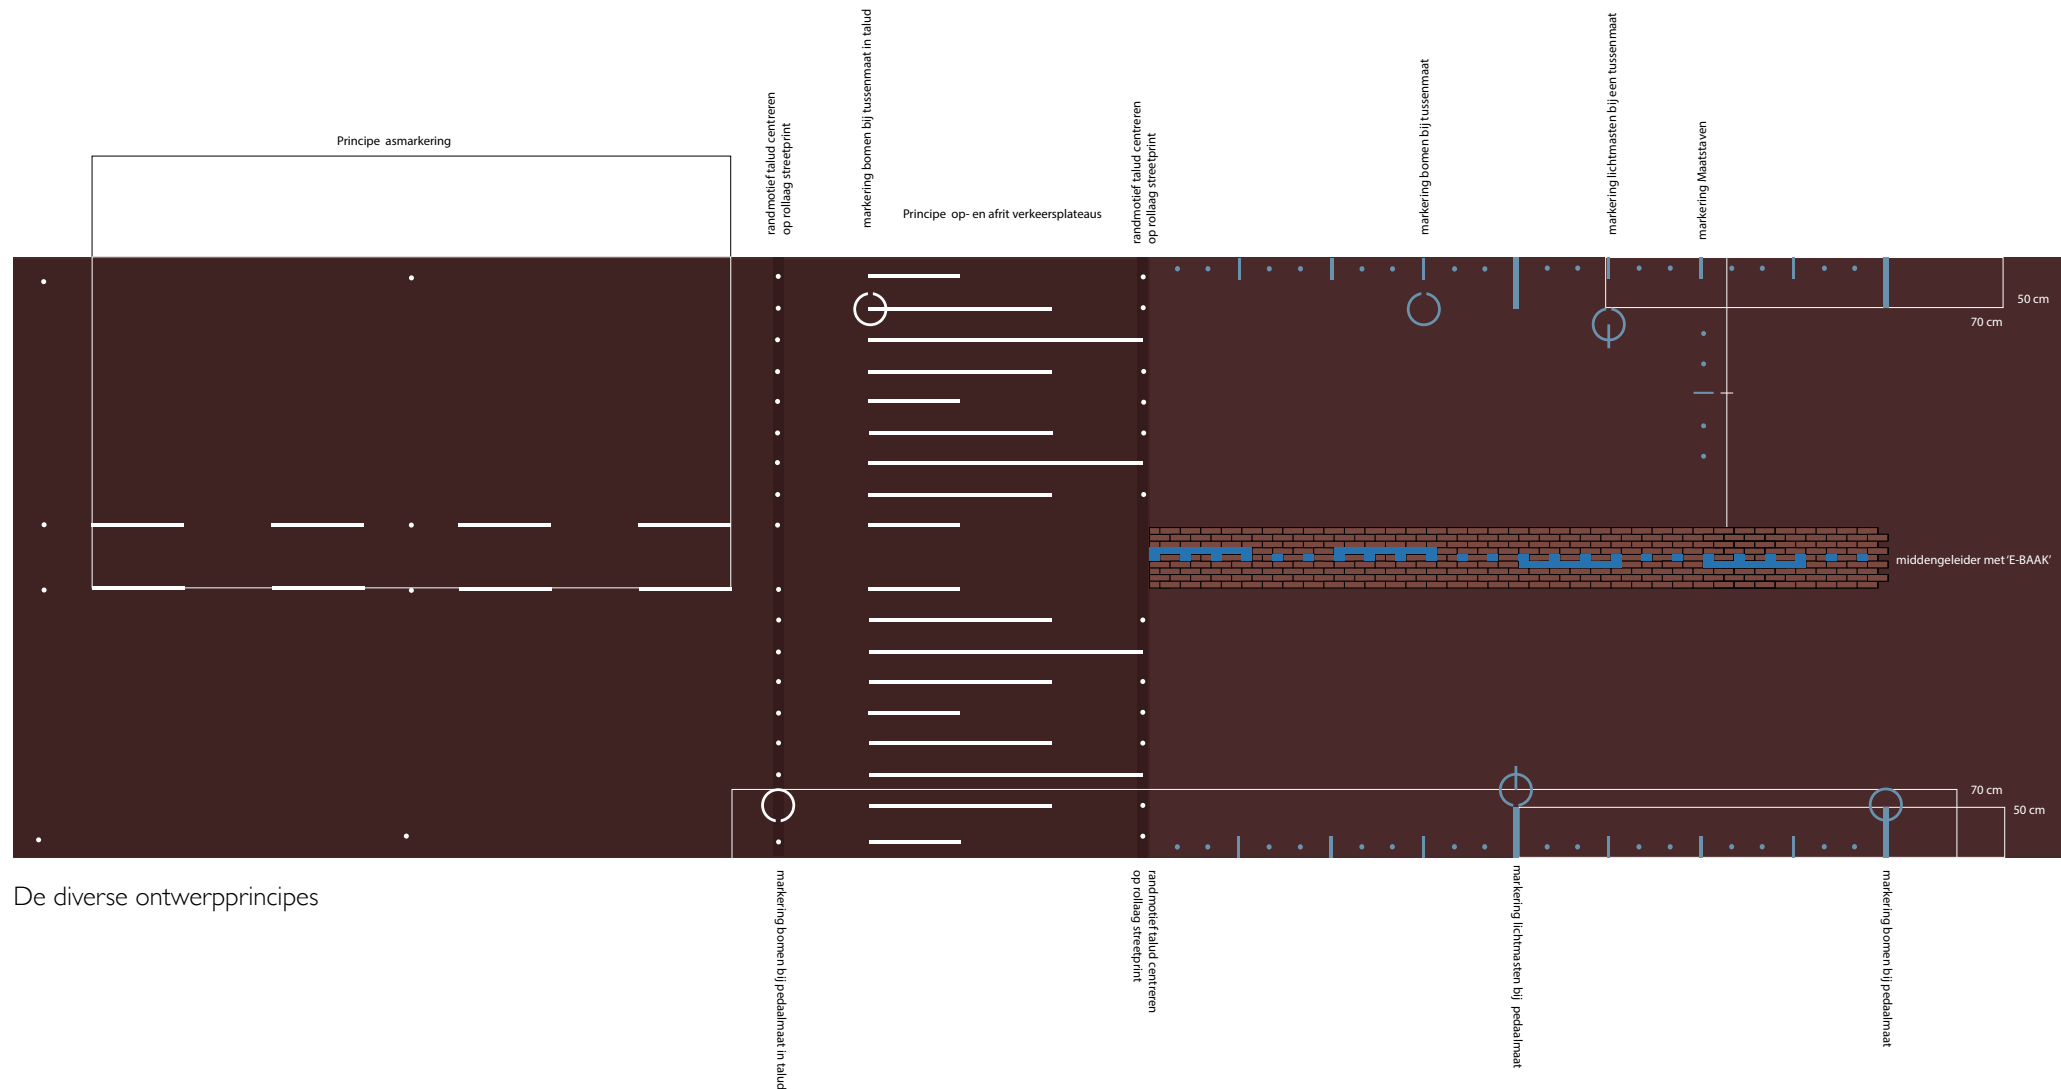 Principe asmarkering
randmotief talud centreren
op rollaag streetprint
markering bomen bij tussenmaat in talud
Principe op- en afrit verkeersplateaus
randmotief talud centreren
op rollaag streetprint
markering bomen bij tussenmaat
markering lichtmasten bij een tussenmaat
markering Maatstaven
50 cm
70 cm
middengeleider met 'E-BAAK'
70 cm
50 cm
De diverse ontwerpprincipes
markering bomen bij pedaalmaat in talud
randmotief talud centreren
op rollaag streetprint
markering lichtmasten bij pedaalmaat
markering bomen bij pedaalmaat